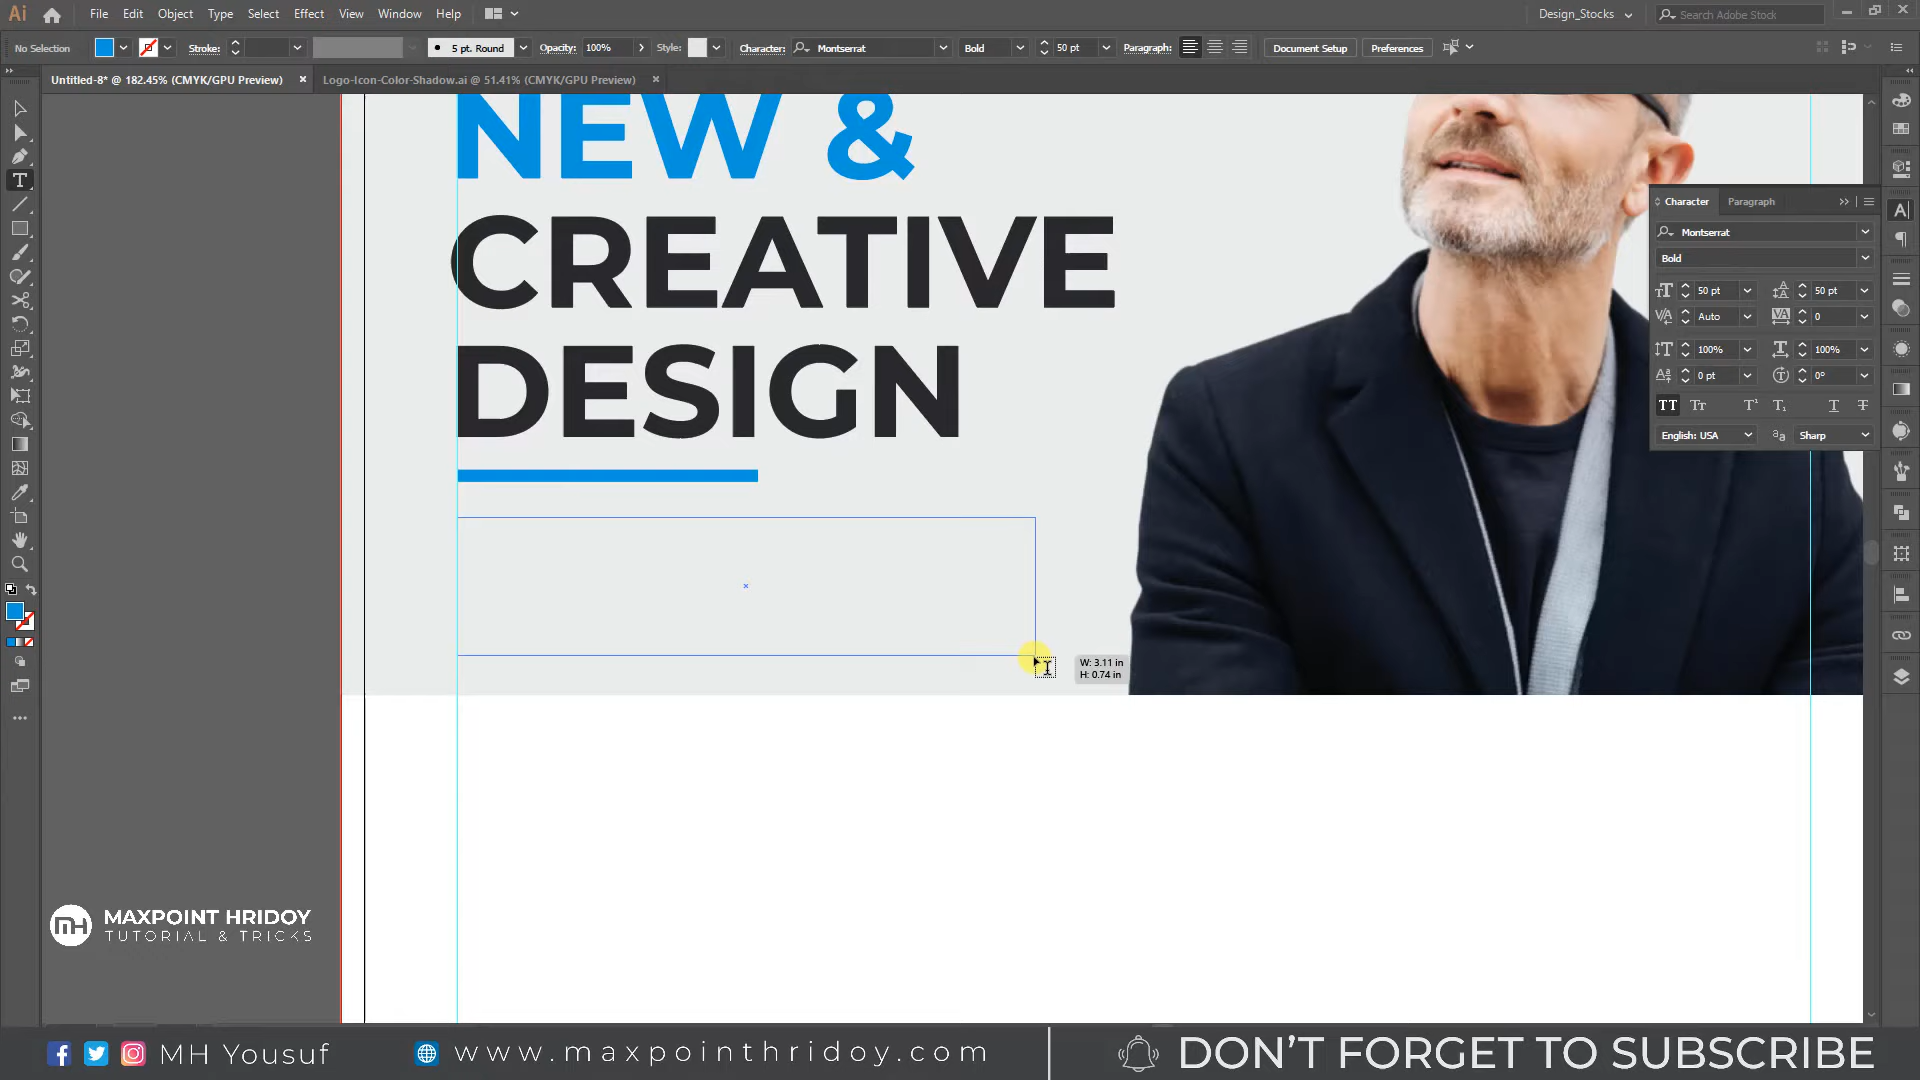 Ai
File Edit Object Type Select Effect View Window Help
Design_Stocks
Search Adobe Stock
No Selection
Stroke:
5 pt. Round
Opacity: 100%
Style:
Character:
Montserrat
Bold
50 pt
Paragraph:
Document Setup
Preferences
Untitled-8* @ 182.45% (CMYK/GPU Preview)
Logo-Icon-Color-Shadow.ai @ 51.41% (CMYK/GPU Preview)
NEW &
CREATIVE
DESIGN
Character Paragraph
Montserrat
Bold
50 pt 50 pt
Auto 0
100% 100%
0 pt 0°
English: USA
Sharp
W: 3.11 in
H: 0.74 in
MH
MAXPOINT HRIDOY
TUTORIAL & TRICKS
MH Yousuf
www.maxpointhridoy.com
DON'T FORGET TO SUBSCRIBE